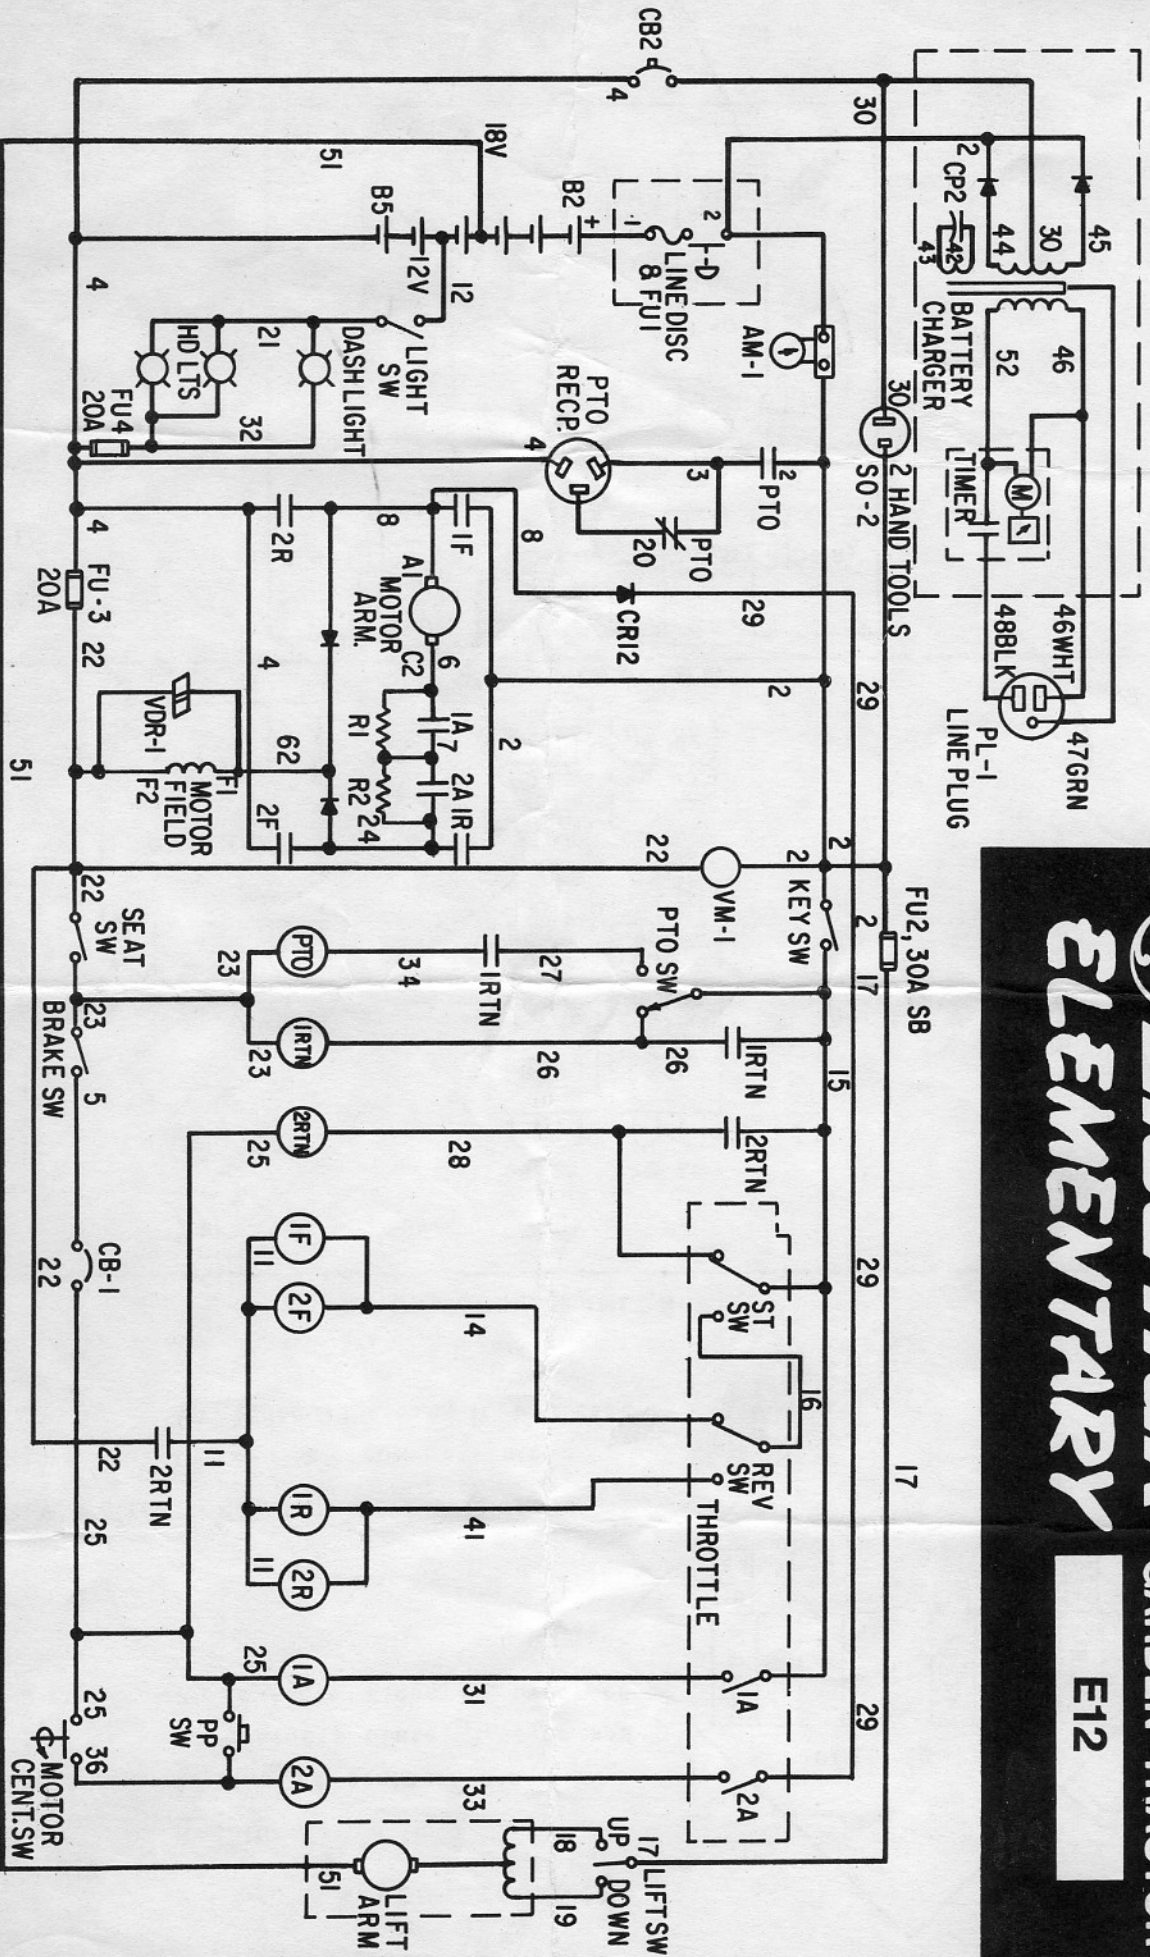 ELEMENTARY
E12
GARDEN TRACTOR
CB2
4
30
45
30
44
2
CP2
42
43
BATTERY
CHARGER
46
52
TIMER
M
46WHT
48BLK
47GRN
PL-1
LINE PLUG
30
2 HAND TOOLS
SO-2
18V
51
B5
B2
+
12V
12
1
2
D
LINE DISC
& FU1
AM-1
LIGHT
SW
DASH LIGHT
21
HD LTS
32
FU4
20A
4
PTO
RECP.
4
3
2
PTO
PTO
20
8
CR12
29
29
2
4
FU-3
20A
22
2R
8
1F
A1
MOTOR
ARM.
C2
6
1A
7
R1
2A
R2
24
1R
2
4
62
VDR-1
F1
MOTOR
FIELD
F2
2F
51
22
VM-1
2
2
KEY SW
2
FU2, 30A SB
17
22
SEAT
SW
23
BRAKE SW
5
23
PTO
34
1RTN
27
PTO SW
23
1RTN
26
26
1RTN
15
25
2RTN
28
2RTN
CB-1
22
1F
11
2F
14
ST
SW
16
29
22
2RTN
11
REV
SW
THROTTLE
17
1R
41
11
2R
25
25
1A
31
1A
25
36
MOTOR
CENT. SW
PP
SW
2A
33
2A
29
51
LIFT
ARM
18
19
UP
DOWN
17
LIFT SW